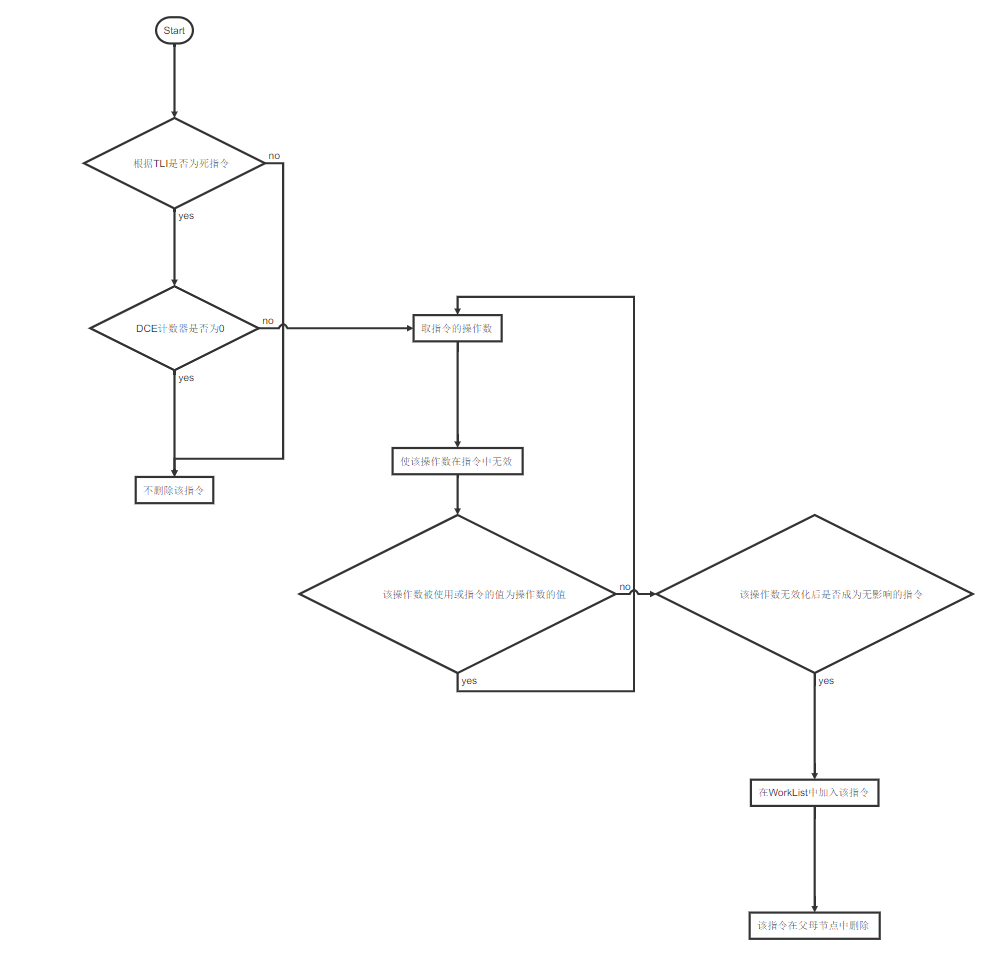 Start
根据TLI是否为死指令
no
yes
DCE计数器是否为0
no
yes
不删除该指令
取指令的操作数
使该操作数在指令中无效
该操作数被使用或指令的值为操作数的值
no
yes
该操作数无效化后是否成为无影响的指令
yes
在WorkList中加入该指令
该指令在父母节点中删除